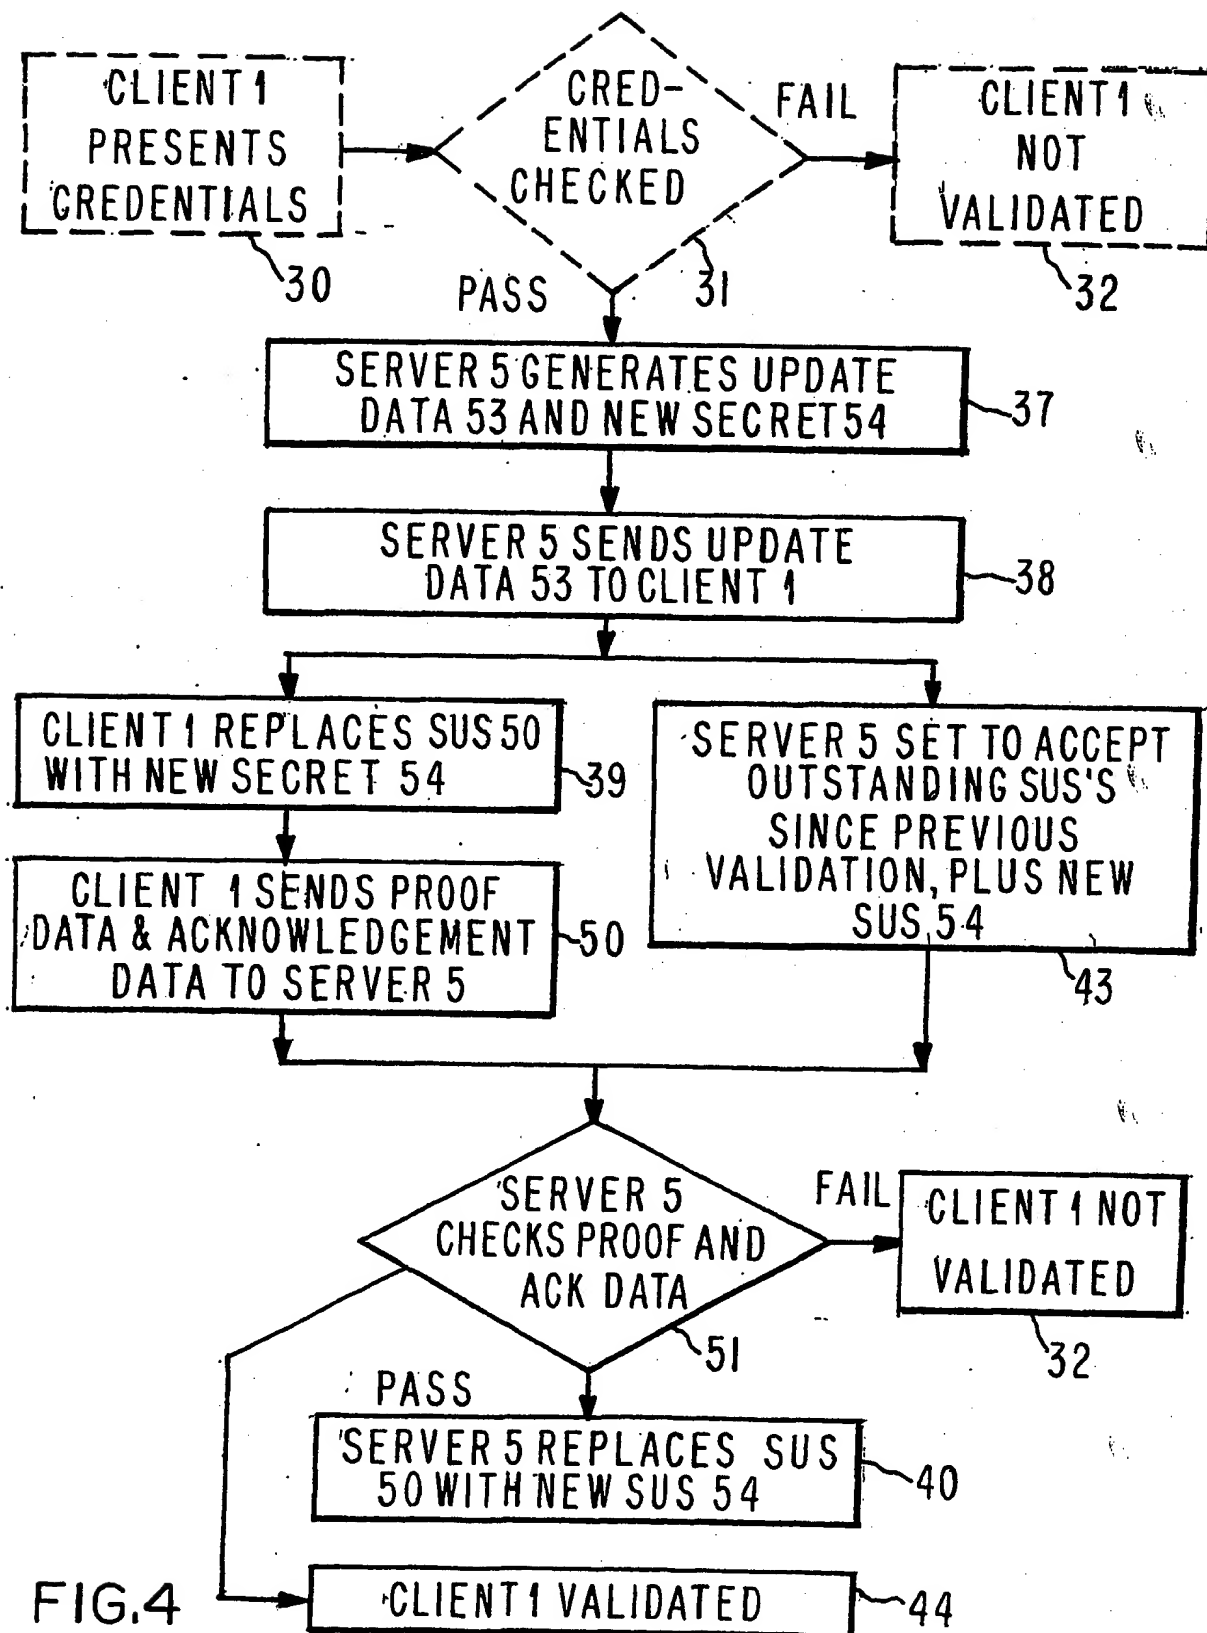 CLIENT 1
PRESENTS
CREDENTIALS
30
CRED-
ENTIALS
CHECKED
31
FAIL
CLIENT 1
NOT
VALIDATED
32
PASS
SERVER 5 GENERATES UPDATE
DATA 53 AND NEW SECRET 54
37
SERVER 5 SENDS UPDATE
DATA 53 TO CLIENT 1
38
CLIENT 1 REPLACES SUS 50
WITH NEW SECRET 54
39
SERVER 5 SET TO ACCEPT
OUTSTANDING SUS'S
SINCE PREVIOUS
VALIDATION, PLUS NEW
SUS 54
43
CLIENT 1 SENDS PROOF
DATA & ACKNOWLEDGEMENT
DATA TO SERVER 5
50
SERVER 5
CHECKS PROOF AND
ACK DATA
51
FAIL
CLIENT 1 NOT
VALIDATED
32
PASS
SERVER 5 REPLACES SUS
50 WITH NEW SUS 54
40
CLIENT 1 VALIDATED
44
FIG.4